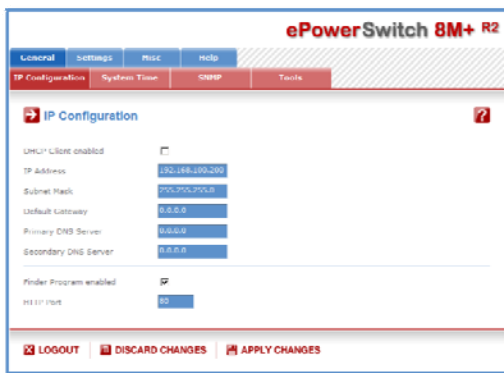 ePowerSwitch 8M+ R2
General Settings Misc Help
IP Configuration System Time SNMP Tools
IP Configuration ?
DHCP Client enabled
IP Address 192.168.100.200
Subnet Mask 255.255.255.0
Default Gateway 0.0.0.0
Primary DNS Server 0.0.0.0
Secondary DNS Server 0.0.0.0
Finder Program enabled
HTTP Port 80
LOGOUT DISCARD CHANGES APPLY CHANGES